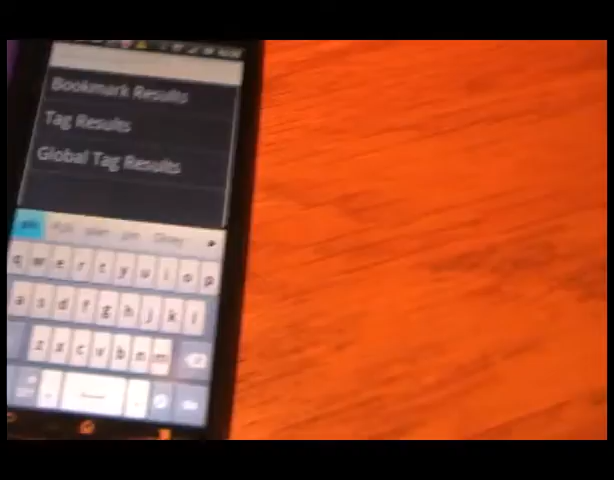 Bookmark Results
Tag Results
Global Tag Results
q w e r t y u i o p
a s d f g h j k l
z x c v b n m